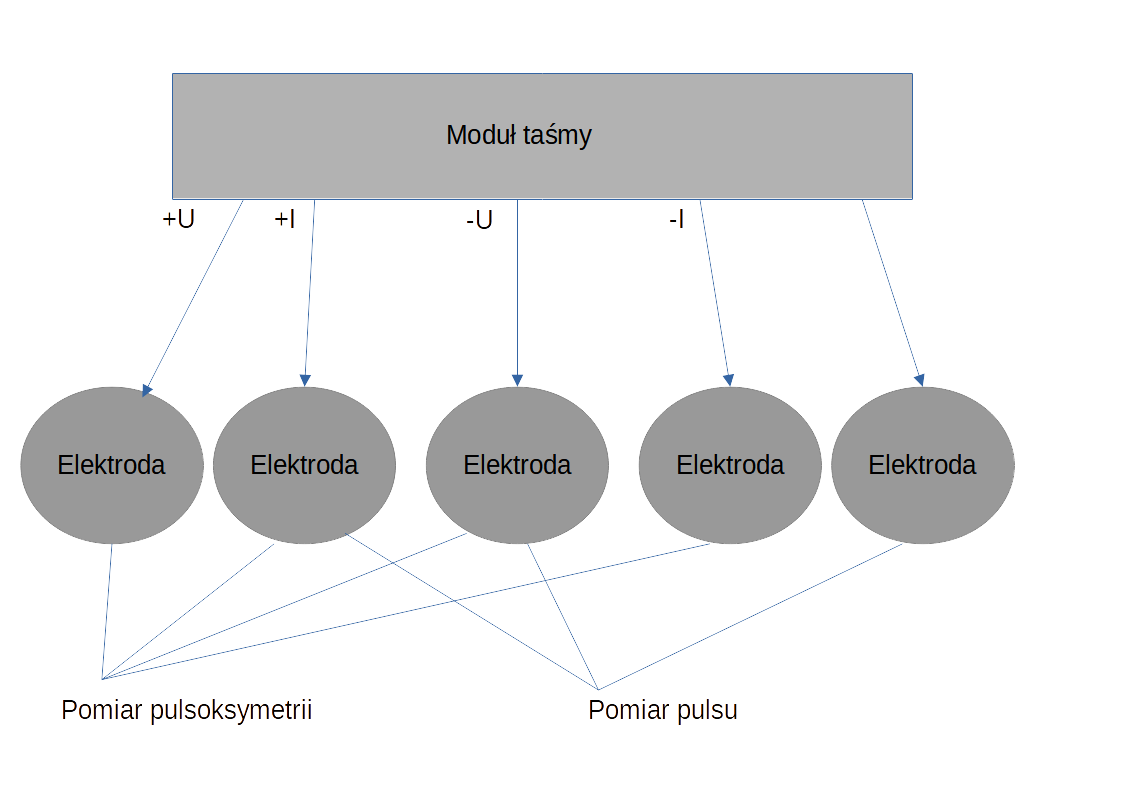 Moduł taśmy
+U
+I
-U
-I
Elektroda
Elektroda
Elektroda
Elektroda
Elektroda
Pomiar pulsoksymetrii
Pomiar pulsu